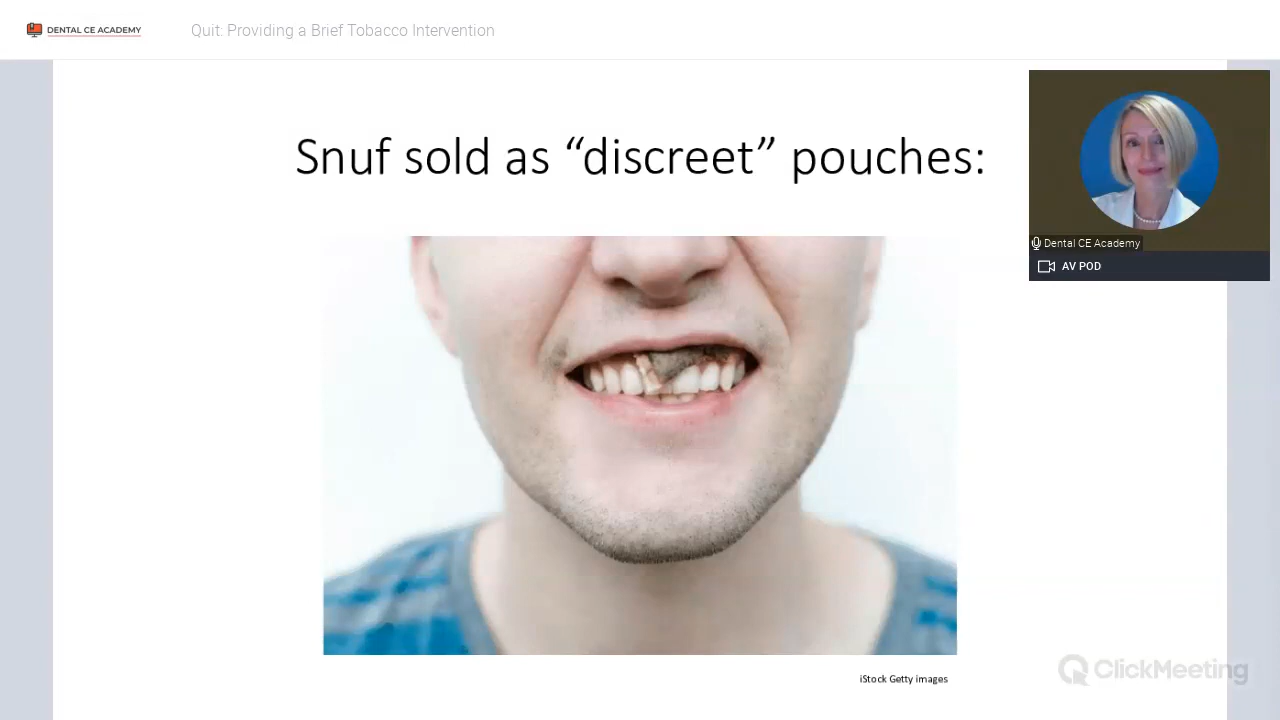 DENTAL CE ACADEMY
Quit: Providing a Brief Tobacco Intervention
Snuf sold as “discreet” pouches:
Dental CE Academy
AV POD
iStock Getty images
ClickMeeting